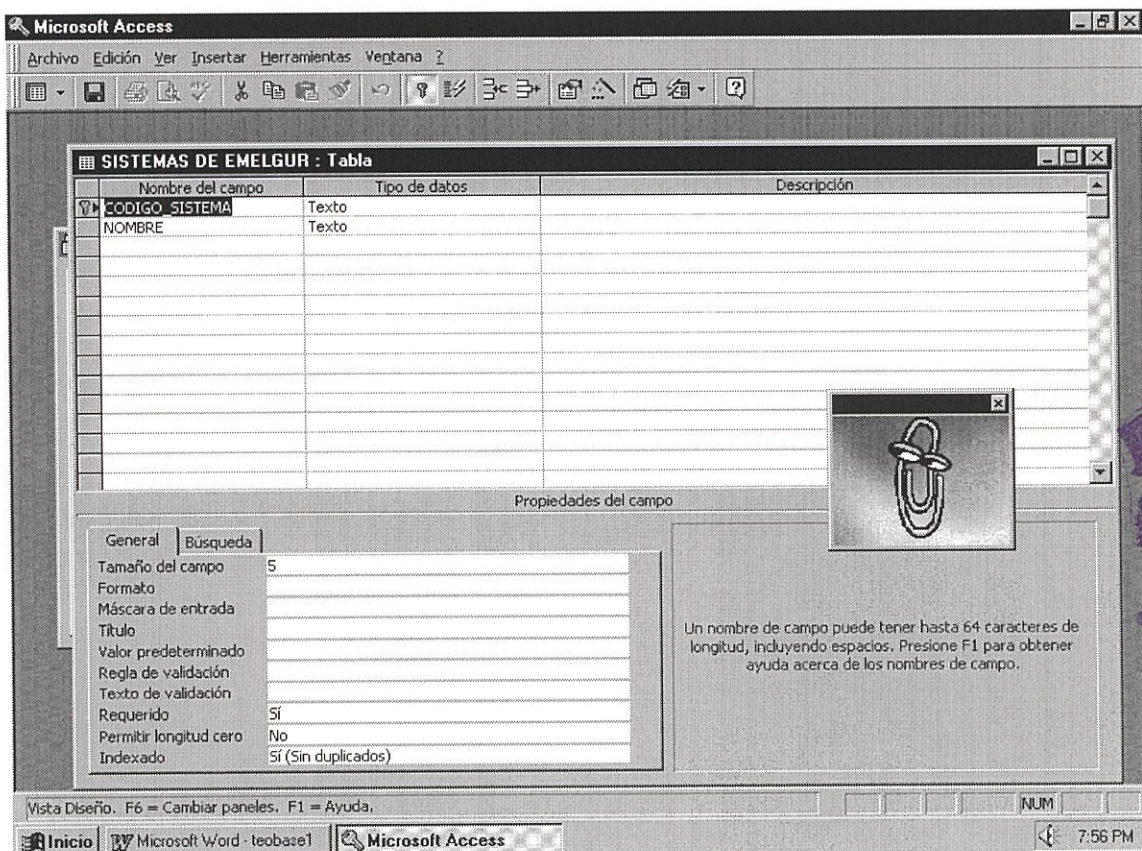 Microsoft Access
Archivo Edición Ver Insertar Herramientas Ventana ?
SISTEMAS DE EMELGUR : Tabla
Nombre del campo Tipo de datos Descripción
CODIGO_SISTEMA Texto
NOMBRE Texto
Propiedades del campo
General Búsqueda
Tamaño del campo 5
Formato
Máscara de entrada
Título
Valor predeterminado
Regla de validación
Texto de validación
Requerido Sí
Permitir longitud cero No
Indexado Sí (Sin duplicados)
Un nombre de campo puede tener hasta 64 caracteres de
longitud, incluyendo espacios. Presione F1 para obtener
ayuda acerca de los nombres de campo.
Vista Diseño. F6 = Cambiar paneles. F1 = Ayuda. NUM
Inicio Microsoft Word - teobase1 Microsoft Access 7:56 PM